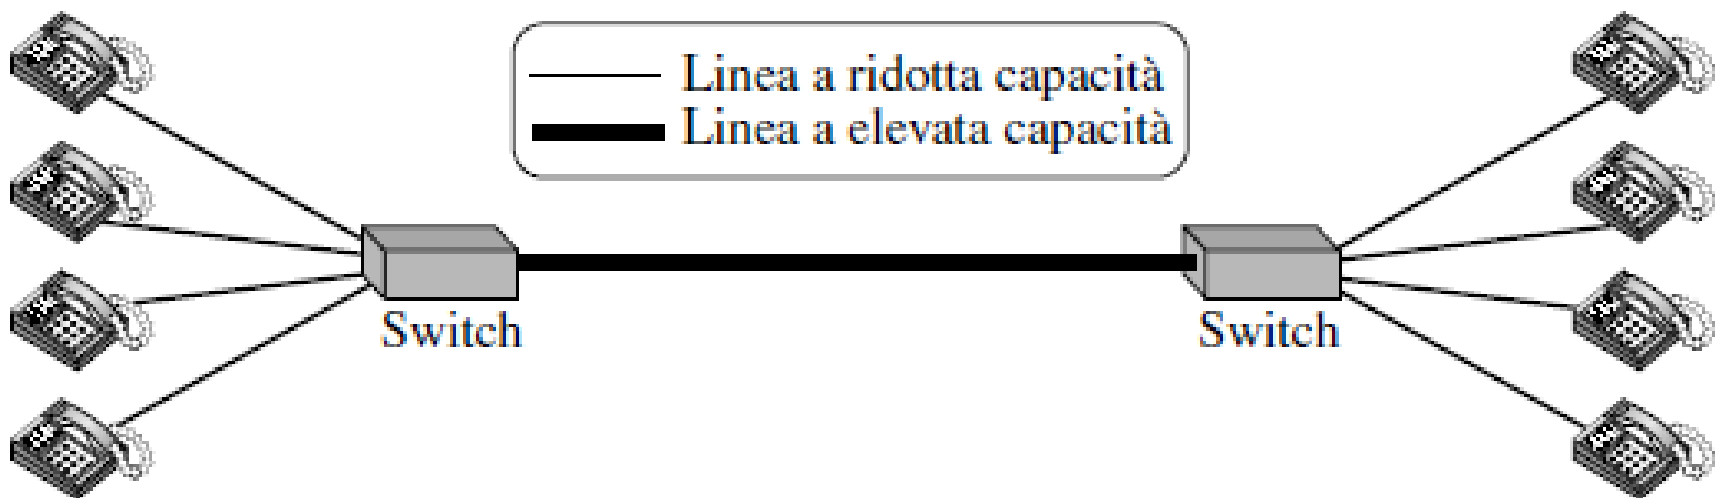 Linea a ridotta capacità
Linea a elevata capacità
Switch
Switch